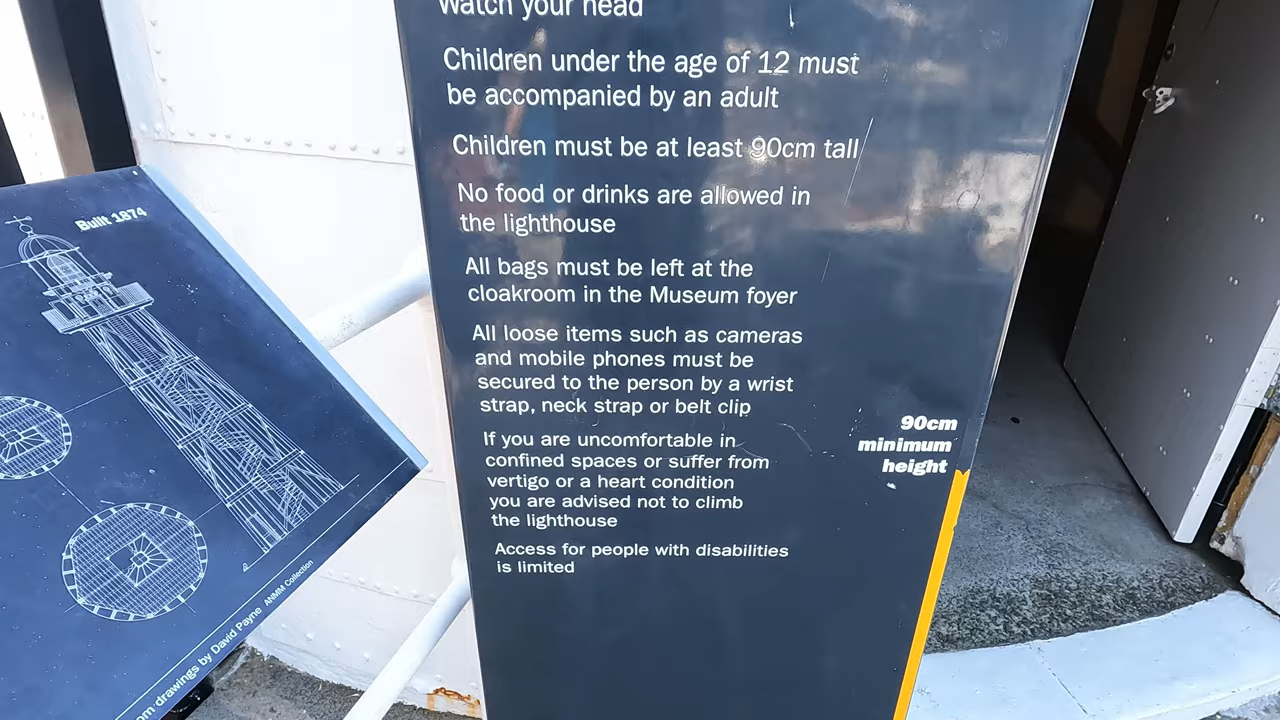 Watch your head
Children under the age of 12 must
be accompanied by an adult
Children must be at least 90cm tall
No food or drinks are allowed in
the lighthouse
All bags must be left at the
cloakroom in the Museum foyer
All loose items such as cameras
and mobile phones must be
secured to the person by a wrist
strap, neck strap or belt clip
If you are uncomfortable in
confined spaces or suffer from
vertigo or a heart condition
you are advised not to climb
the lighthouse
Access for people with disabilities
is limited
90cm
minimum
height
Built 1874
drawings by David Payne ANMM Collection